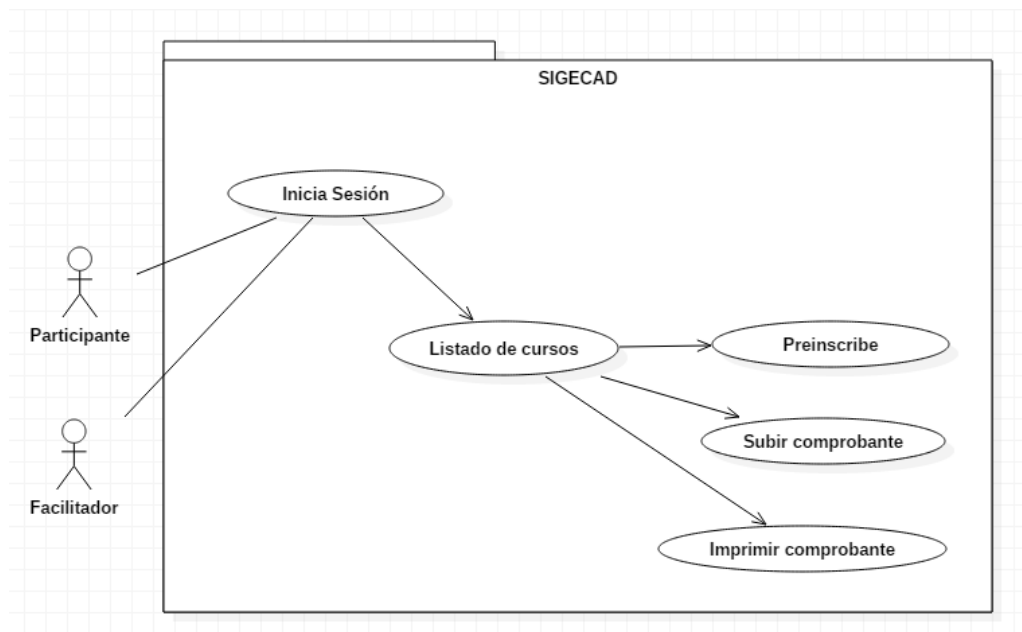 SIGECAD
Inicia Sesión
Participante
Listado de cursos
Preinscribe
Subir comprobante
Facilitador
Imprimir comprobante